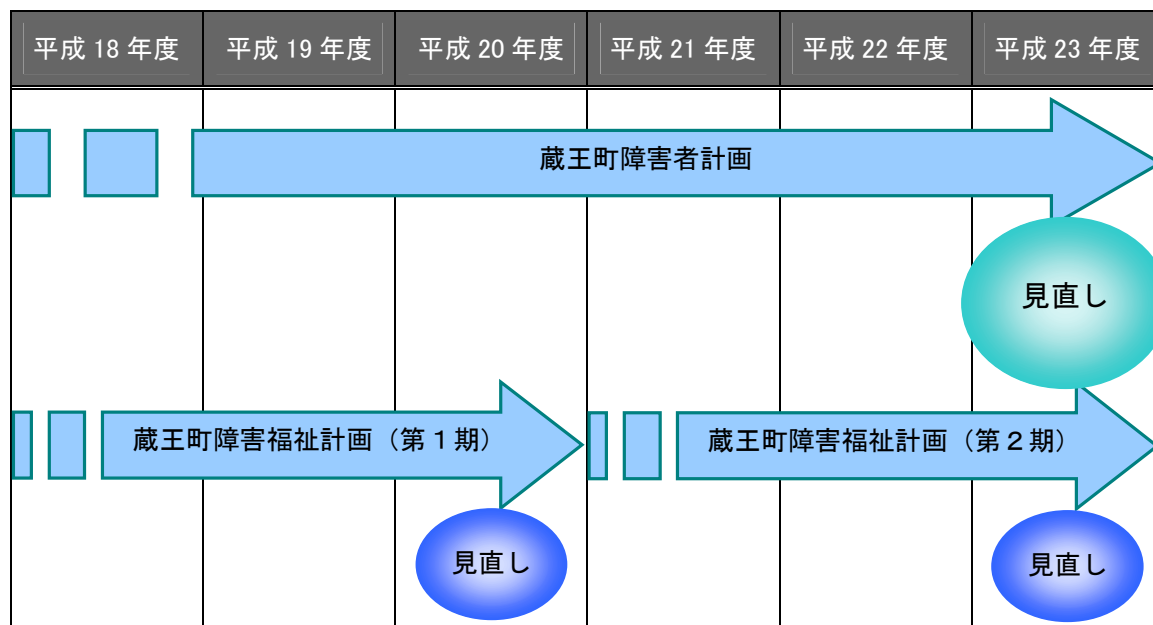 平成 18 年度
平成 19 年度
平成 20 年度
平成 21 年度
平成 22 年度
平成 23 年度
蔵王町障害者計画
見直し
蔵王町障害福祉計画（第１期）
蔵王町障害福祉計画（第２期）
見直し
見直し